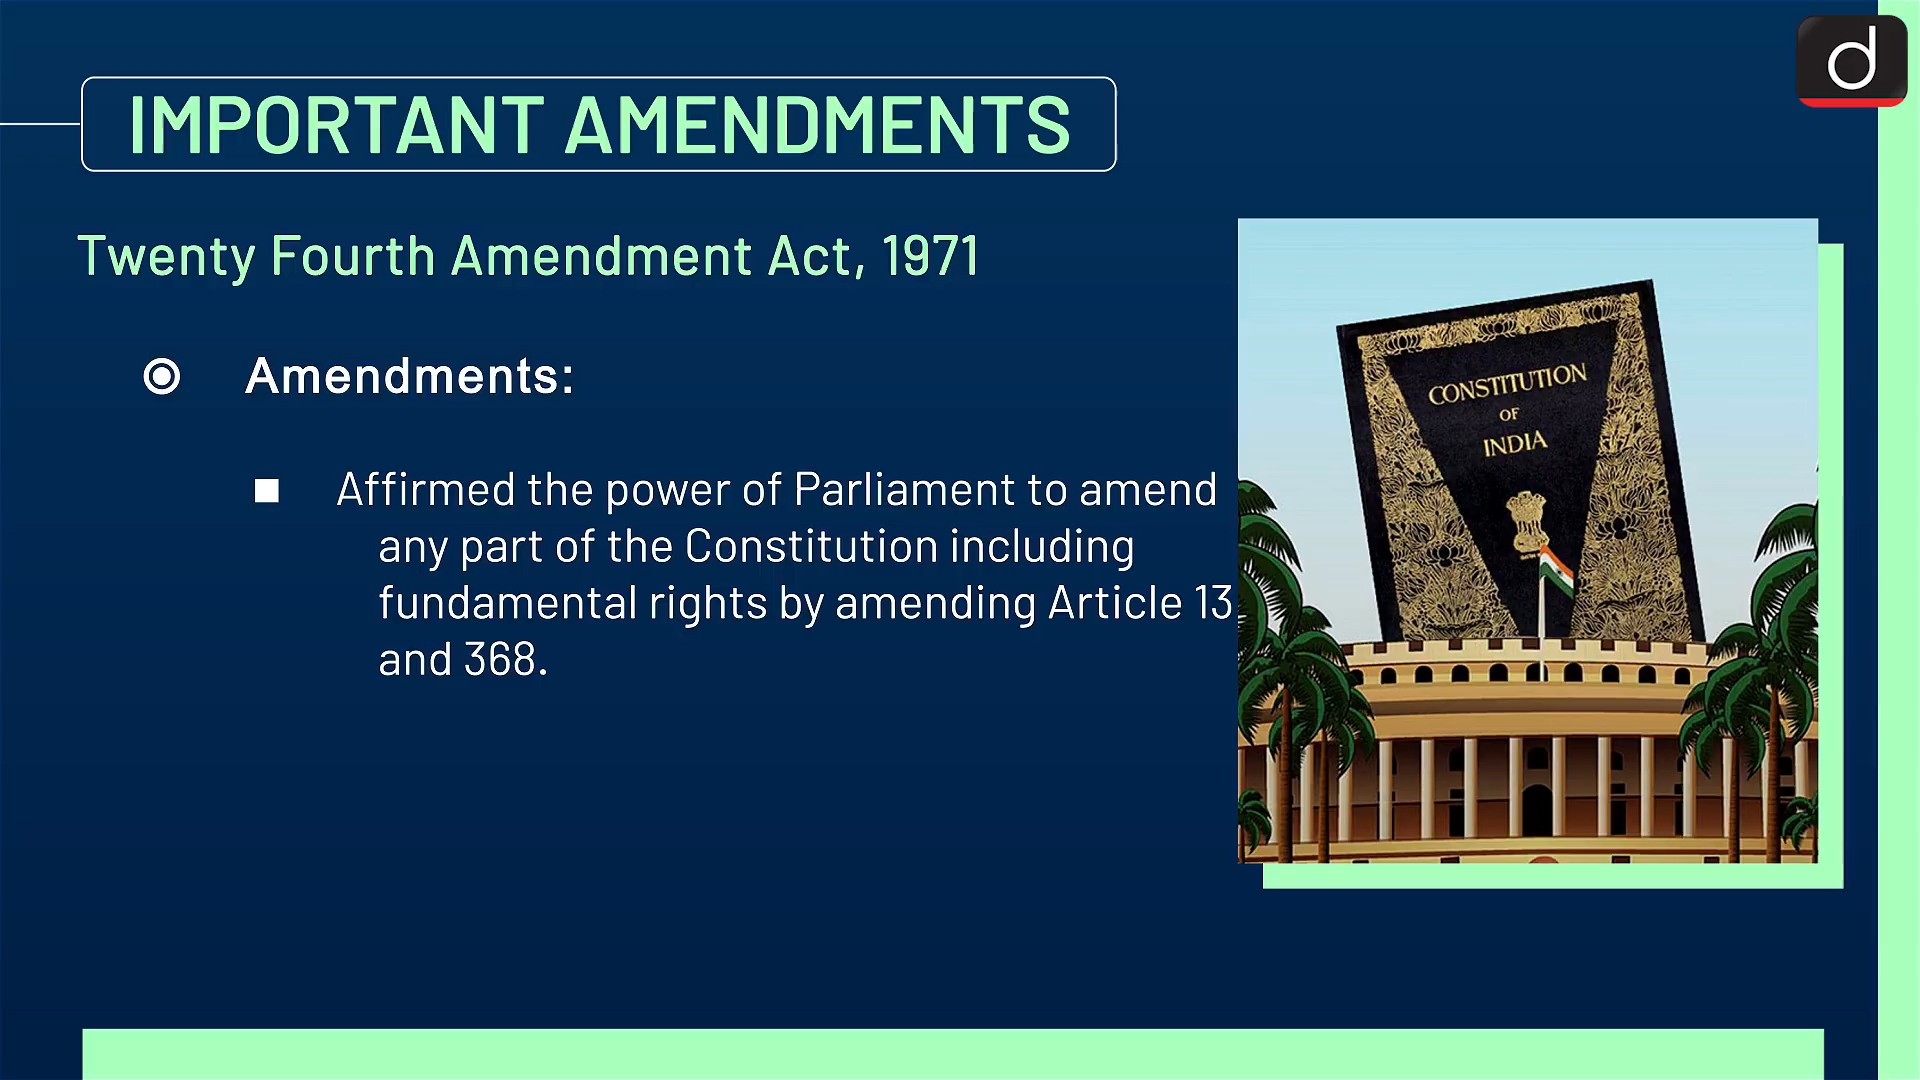 d
IMPORTANT AMENDMENTS
Twenty Fourth Amendment Act, 1971
Amendments:
Affirmed the power of Parliament to amend
any part of the Constitution including
fundamental rights by amending Article 13
and 368.
CONSTITUTION
OF
INDIA